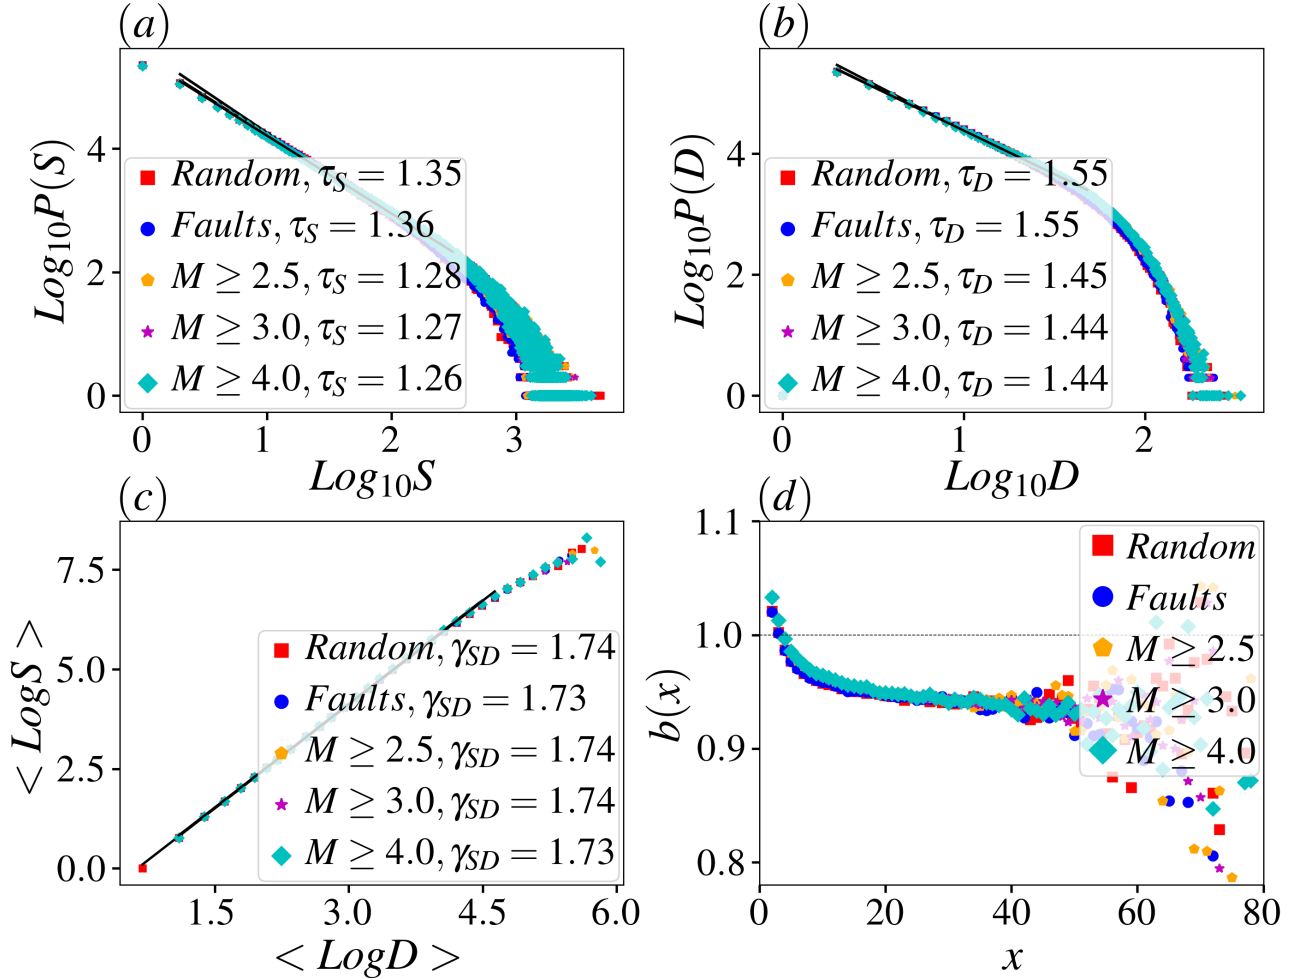 (a)
Log10P(S)
4
2
0
Random, τS = 1.35
Faults, τS = 1.36
M ≥ 2.5, τS = 1.28
M ≥ 3.0, τS = 1.27
M ≥ 4.0, τS = 1.26
0 1 2 3
Log10S
(b)
Log10P(D)
4
2
0
Random, τD = 1.55
Faults, τD = 1.55
M ≥ 2.5, τD = 1.45
M ≥ 3.0, τD = 1.44
M ≥ 4.0, τD = 1.44
0 1 2
Log10D
(c)
< LogS >
7.5
5.0
2.5
0.0
Random, γSD = 1.74
Faults, γSD = 1.73
M ≥ 2.5, γSD = 1.74
M ≥ 3.0, γSD = 1.74
M ≥ 4.0, γSD = 1.73
1.5 3.0 4.5 6.0
< LogD >
(d)
b(x)
1.1
1.0
0.9
0.8
Random
Faults
M ≥ 2.5
M ≥ 3.0
M ≥ 4.0
0 20 40 60 80
x